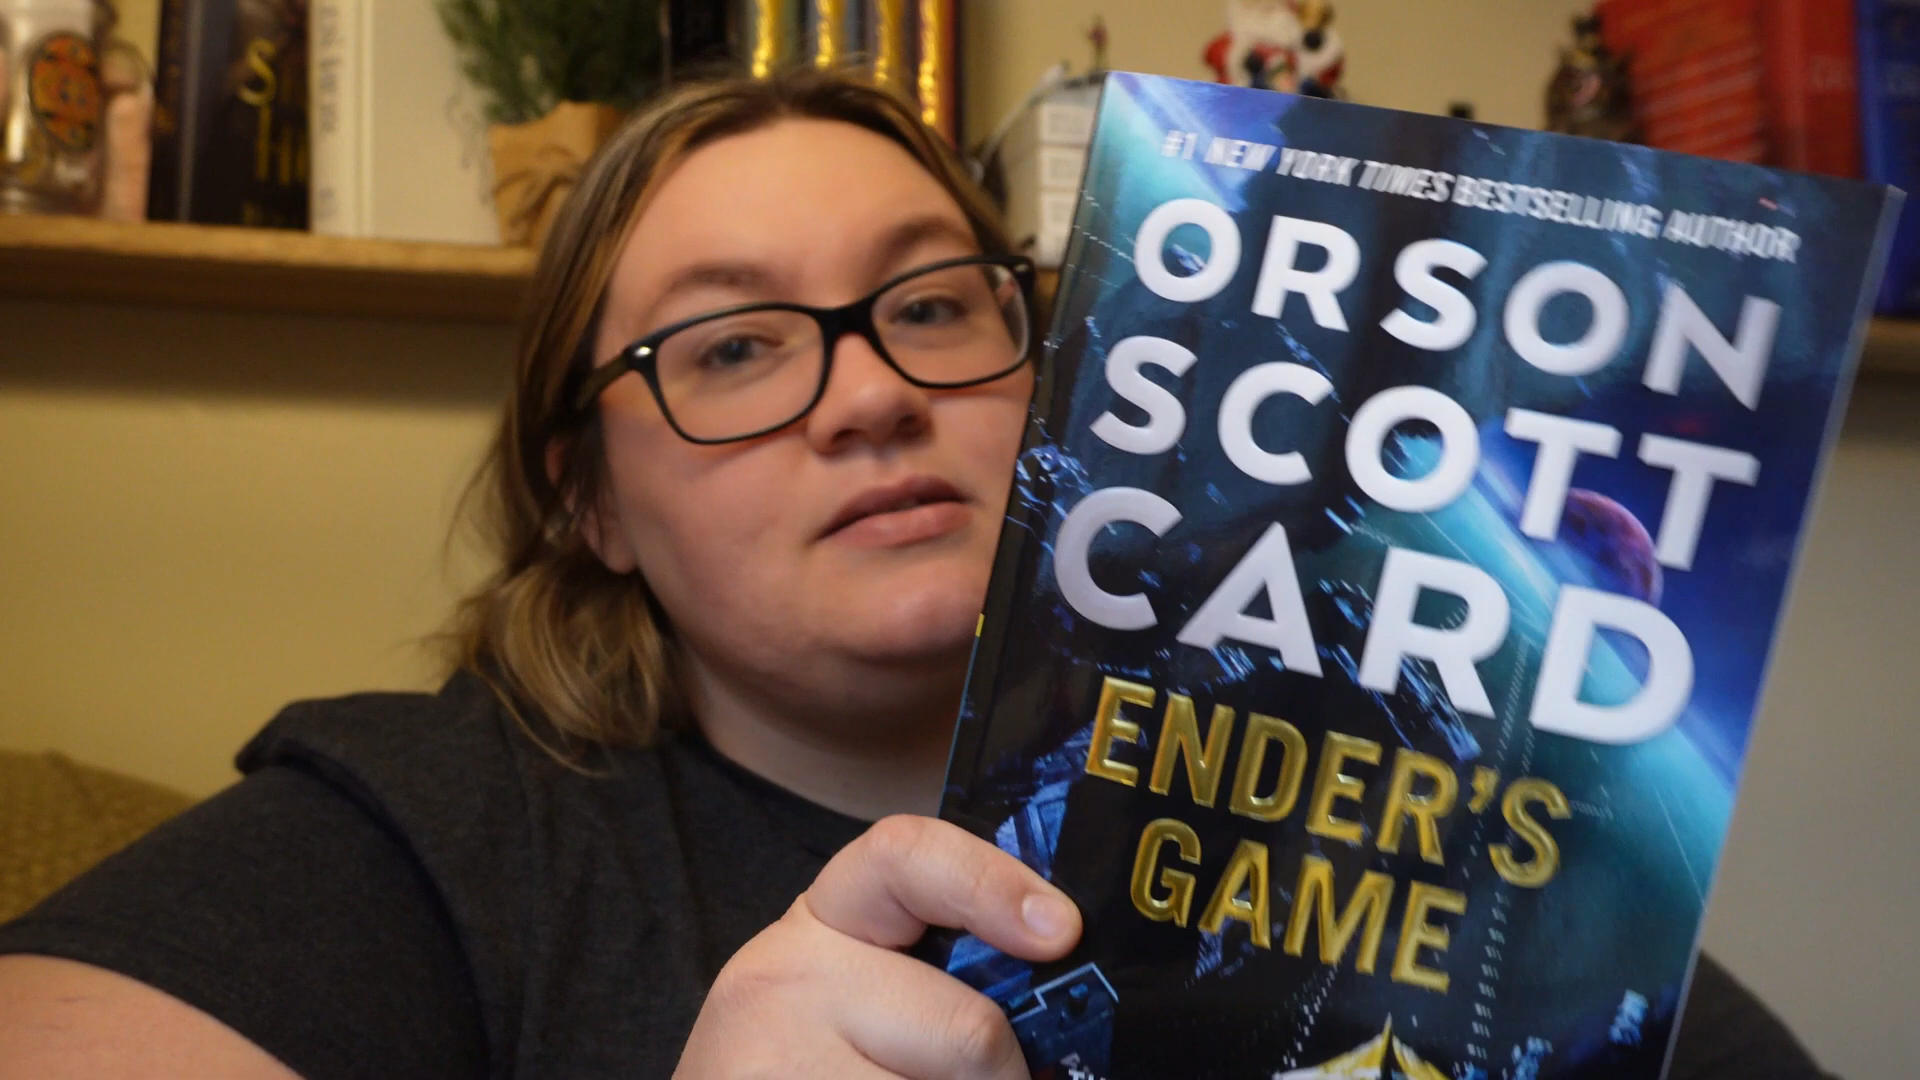 #1 NEW YORK TIMES BESTSELLING AUTHOR
ORSON
SCOTT
CARD
ENDER'S
GAME